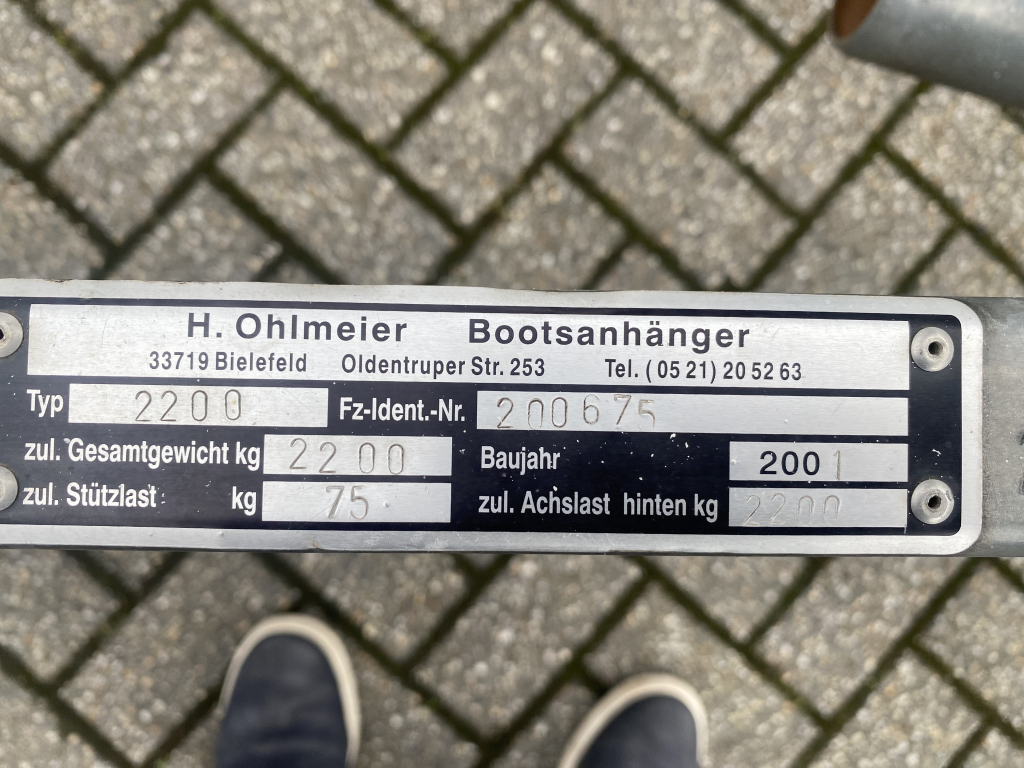 H. Ohlmeier Bootsanhänger
33719 Bielefeld Oldentruper Str. 253 Tel. (05 21) 20 52 63
Typ 2200 Fz-Ident.-Nr. 200675
zul. Gesamtgewicht kg 2200 Baujahr 2001
zul. Stützlast kg 75 zul. Achslast hinten kg 2200